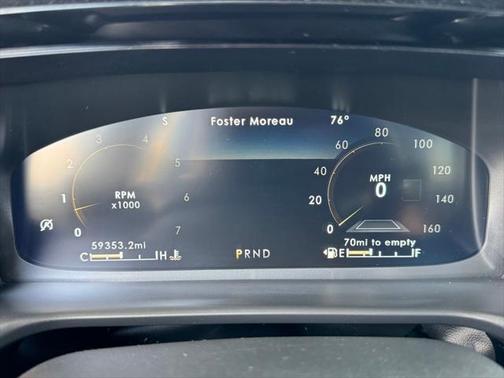 S Foster Moreau 76°
0 1 2 3 4 5 6 7
RPM
x1000
0 20 40 60 80 100 120 140 160
MPH
0
59353.2mi
C H
PRND
70mi to empty
E F